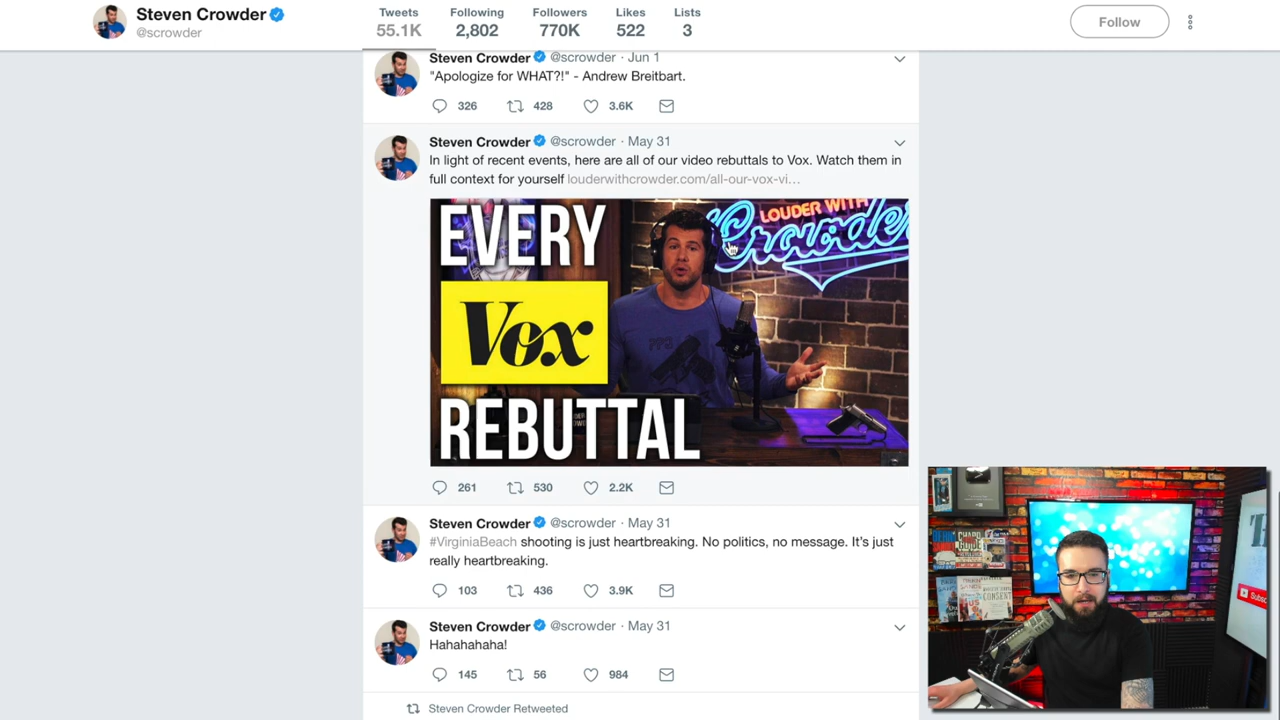 Steven Crowder
@scrowder
Tweets
55.1K
Following
2,802
Followers
770K
Likes
522
Lists
3
Follow
Steven Crowder @scrowder · Jun 1
"Apologize for WHAT?!" - Andrew Breitbart.
326 428 3.6K
Steven Crowder @scrowder · May 31
In light of recent events, here are all of our video rebuttals to Vox. Watch them in
full context for yourself louderwithcrowder.com/all-our-vox-vi…
EVERY
Vox
REBUTTAL
LOUDER WITH
Crowder
261 530 2.2K
Steven Crowder @scrowder · May 31
#VirginiaBeach shooting is just heartbreaking. No politics, no message. It's just
really heartbreaking.
103 436 3.9K
Steven Crowder @scrowder · May 31
Hahahahaha!
145 56 984
Steven Crowder Retweeted